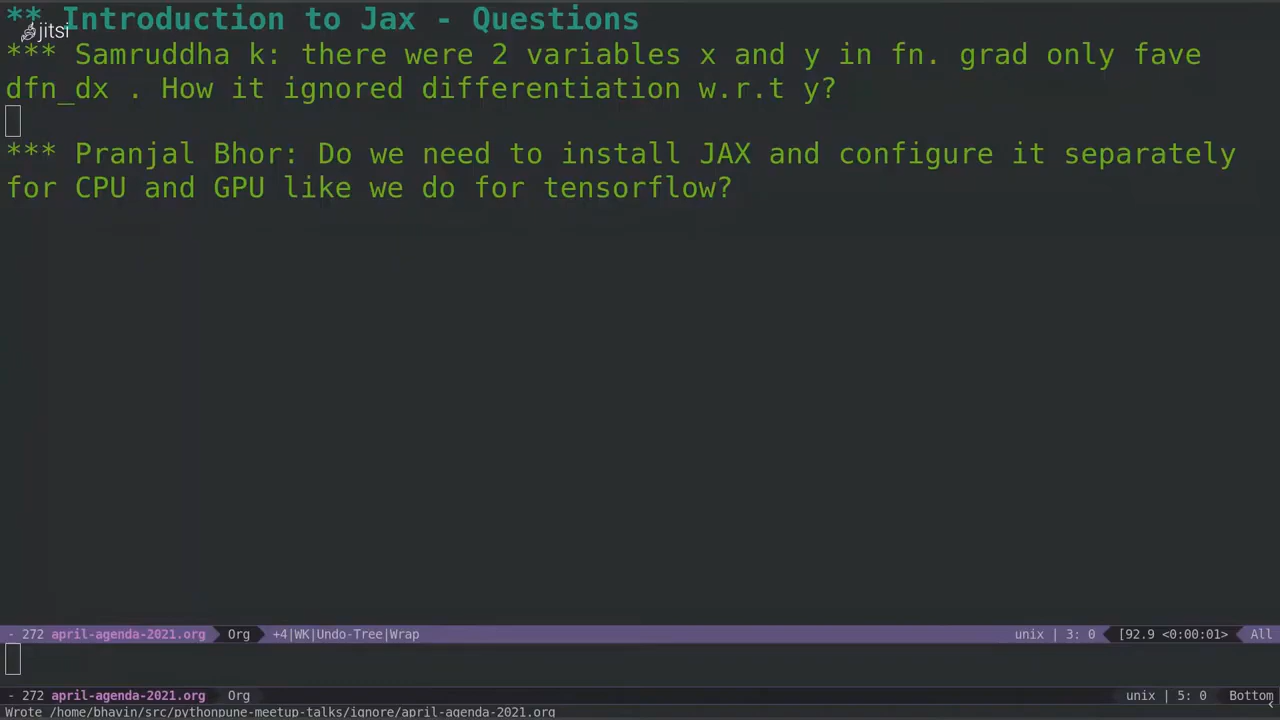 ** Introduction to Jax - Questions
jitsi
*** Samruddha k: there were 2 variables x and y in fn. grad only fave
dfn_dx . How it ignored differentiation w.r.t y?
*** Pranjal Bhor: Do we need to install JAX and configure it separately
for CPU and GPU like we do for tensorflow?
- 272 april-agenda-2021.org Org +4|WK|Undo-Tree|Wrap unix | 3: 0 [92.9 <0:00:01> All
- 272 april-agenda-2021.org Org unix | 5: 0 Bottom
Wrote /home/bhavin/src/pythonpune-meetup-talks/ignore/april-agenda-2021.org